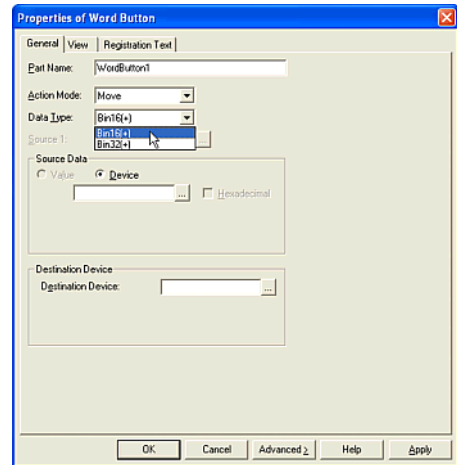 Properties of Word Button
General View Registration Text
Part Name: WordButton1
Action Mode: Move
Data Type: Bin16(+)
Bin16(+)
Bin32(+)
Source 1: ...
Source Data
Value Device
... Hexadecimal
Destination Device
Destination Device: ...
OK Cancel Advanced > Help Apply